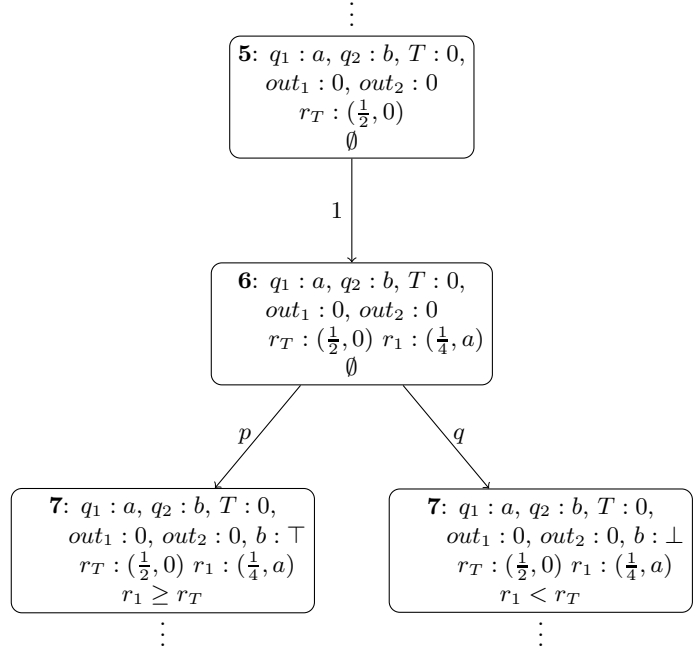 ⋮
5: q₁ : a, q₂ : b, T : 0,
out₁ : 0, out₂ : 0
r_T : (½, 0)
∅
1
6: q₁ : a, q₂ : b, T : 0,
out₁ : 0, out₂ : 0
r_T : (½, 0) r₁ : (¼, a)
∅
p
q
7: q₁ : a, q₂ : b, T : 0,
out₁ : 0, out₂ : 0, b : ⊤
r_T : (½, 0) r₁ : (¼, a)
r₁ ≥ r_T
⋮
7: q₁ : a, q₂ : b, T : 0,
out₁ : 0, out₂ : 0, b : ⊥
r_T : (½, 0) r₁ : (¼, a)
r₁ < r_T
⋮